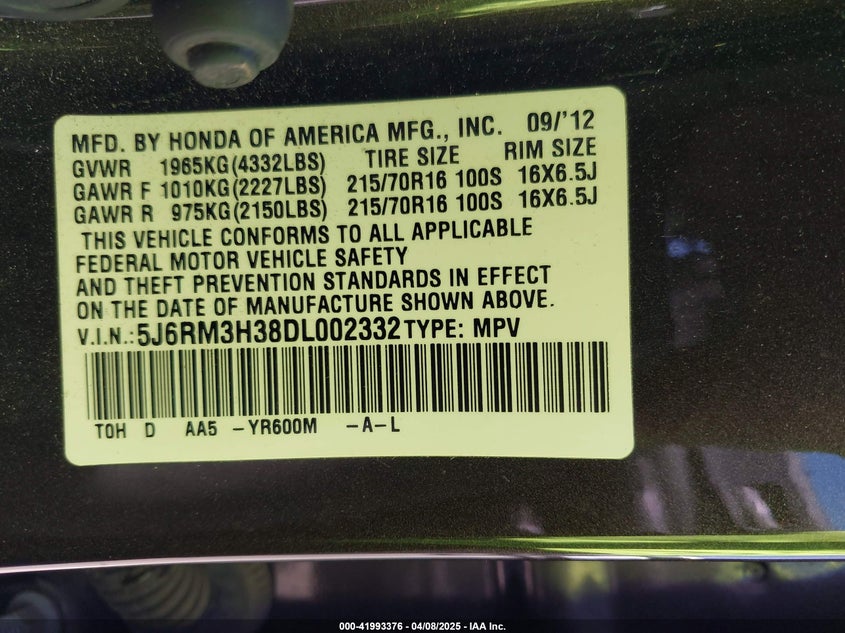 MFD. BY HONDA OF AMERICA MFG., INC. 09/'12
GVWR 1965KG(4332LBS) TIRE SIZE RIM SIZE
GAWR F 1010KG(2227LBS) 215/70R16 100S 16X6.5J
GAWR R 975KG(2150LBS) 215/70R16 100S 16X6.5J
THIS VEHICLE CONFORMS TO ALL APPLICABLE
FEDERAL MOTOR VEHICLE SAFETY
AND THEFT PREVENTION STANDARDS IN EFFECT
ON THE DATE OF MANUFACTURE SHOWN ABOVE.
V.I.N.:5J6RM3H38DL002332 TYPE: MPV
TOH D AA5 -YR600M -A-L
000-41993376 - 04/08/2025 - IAA Inc.